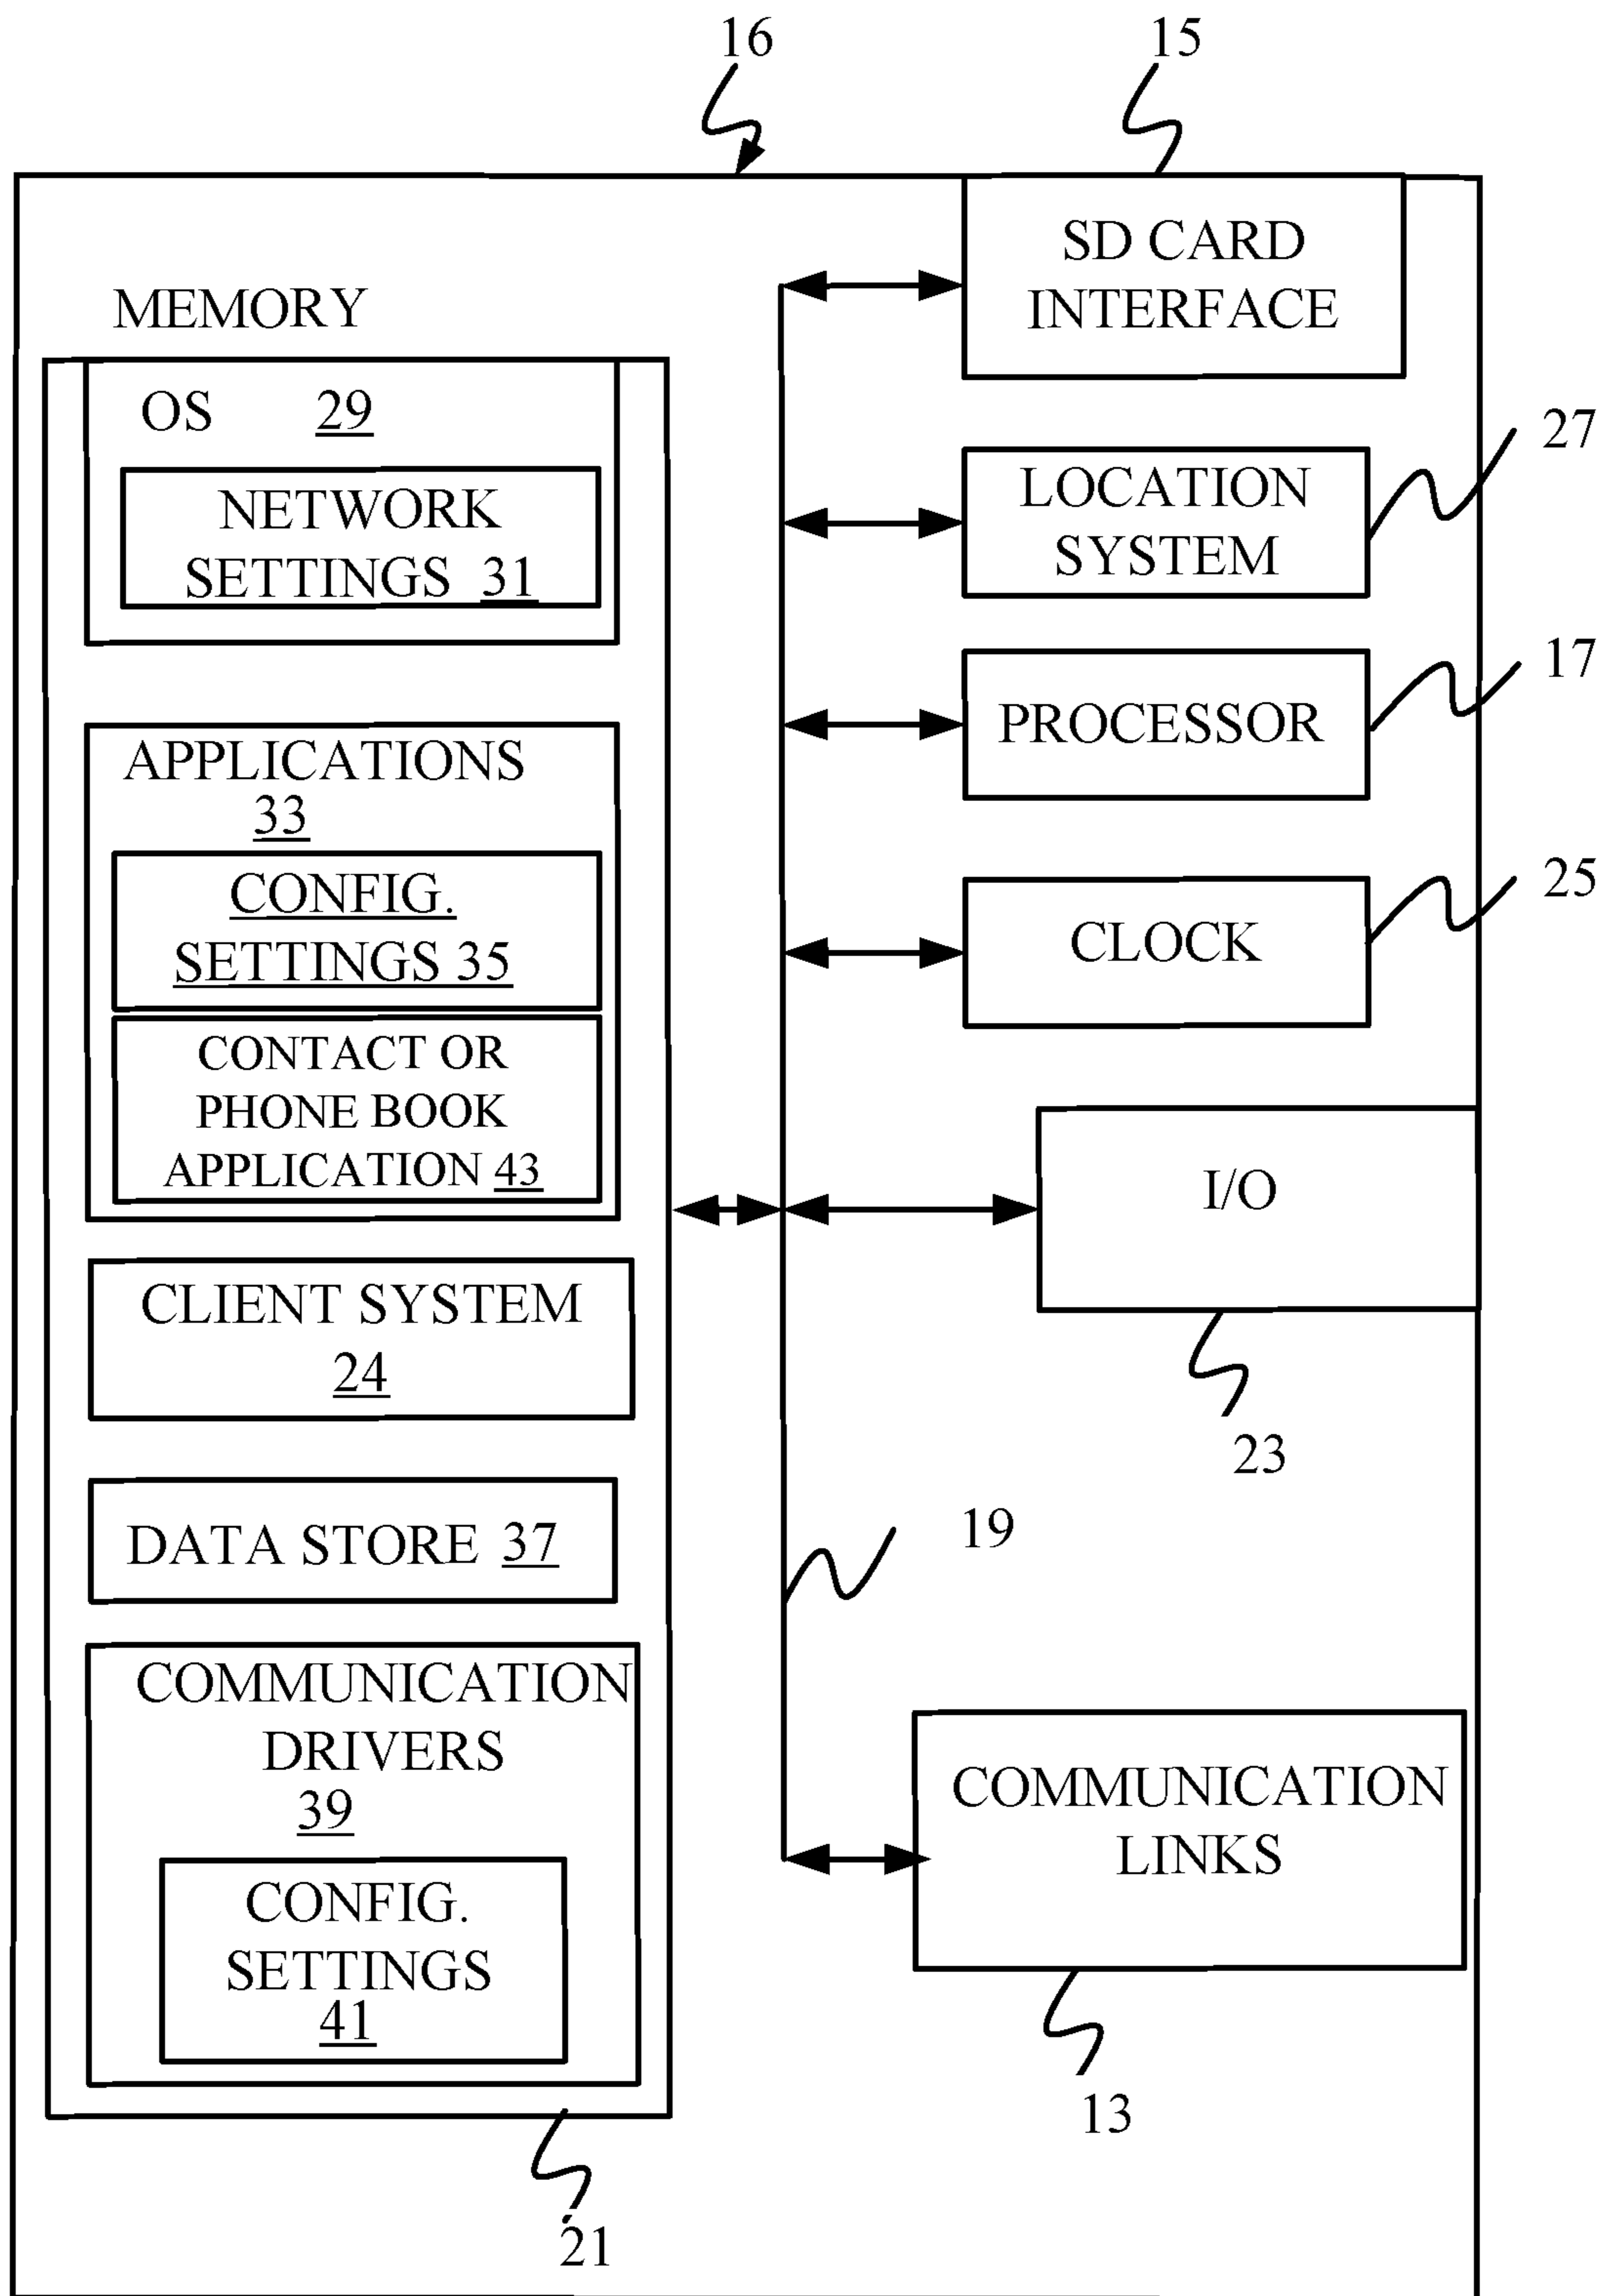 16
15
SD CARD
INTERFACE
MEMORY
OS 29
NETWORK
SETTINGS 31
27
LOCATION
SYSTEM
17
PROCESSOR
APPLICATIONS
33
CONFIG.
SETTINGS 35
25
CLOCK
CONTACT OR
PHONE BOOK
APPLICATION 43
I/O
CLIENT SYSTEM
24
23
19
DATA STORE 37
COMMUNICATION
DRIVERS
39
CONFIG.
SETTINGS
41
COMMUNICATION
LINKS
13
21